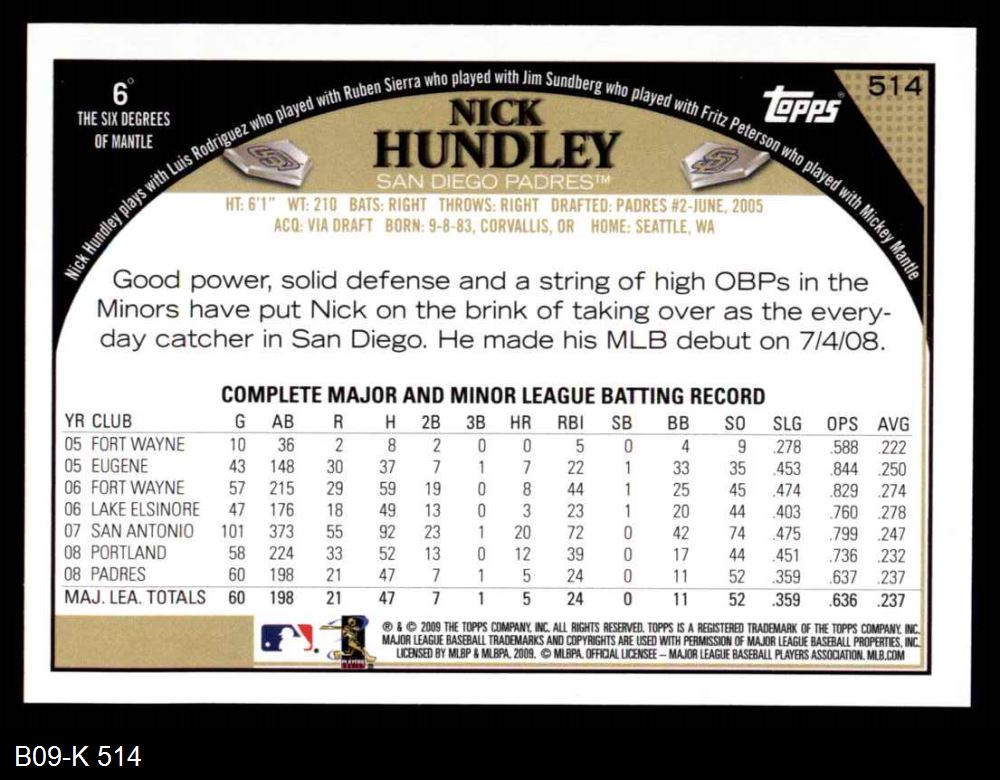 6°
THE SIX DEGREES
OF MANTLE
Nick Hundley plays with Luis Rodriguez who played with Ruben Sierra who played with Jim Sundberg who played with Fritz Peterson who played with Mickey Mantle
Topps
514
NICK
HUNDLEY
SAN DIEGO PADRES™
HT: 6'1" WT: 210 BATS: RIGHT THROWS: RIGHT DRAFTED: PADRES #2-JUNE, 2005
ACQ: VIA DRAFT BORN: 9-8-83, CORVALLIS, OR HOME: SEATTLE, WA
Good power, solid defense and a string of high OBPs in the
Minors have put Nick on the brink of taking over as the every-
day catcher in San Diego. He made his MLB debut on 7/4/08.
COMPLETE MAJOR AND MINOR LEAGUE BATTING RECORD
YR CLUB G AB R H 2B 3B HR RBI SB BB SO SLG OPS AVG
05 FORT WAYNE 10 36 2 8 2 0 0 5 0 4 9 .278 .588 .222
05 EUGENE 43 148 30 37 7 1 7 22 1 33 35 .453 .844 .250
06 FORT WAYNE 57 215 29 59 19 0 8 44 1 25 45 .474 .829 .274
06 LAKE ELSINORE 47 176 18 49 13 0 3 23 1 20 44 .403 .760 .278
07 SAN ANTONIO 101 373 55 92 23 1 20 72 0 42 74 .475 .799 .247
08 PORTLAND 58 224 33 52 13 0 12 39 0 17 44 .451 .736 .232
08 PADRES 60 198 21 47 7 1 5 24 0 11 52 .359 .637 .237
MAJ. LEA. TOTALS 60 198 21 47 7 1 5 24 0 11 52 .359 .636 .237
® & © 2009 THE TOPPS COMPANY, INC. ALL RIGHTS RESERVED. TOPPS IS A REGISTERED TRADEMARK OF THE TOPPS COMPANY, INC.
MAJOR LEAGUE BASEBALL TRADEMARKS AND COPYRIGHTS ARE USED WITH PERMISSION OF MAJOR LEAGUE BASEBALL PROPERTIES, INC.
LICENSED BY MLBP & MLBPA, 2009. © MLBPA. OFFICIAL LICENSEE – MAJOR LEAGUE BASEBALL PLAYERS ASSOCIATION. MLB.COM
B09-K 514